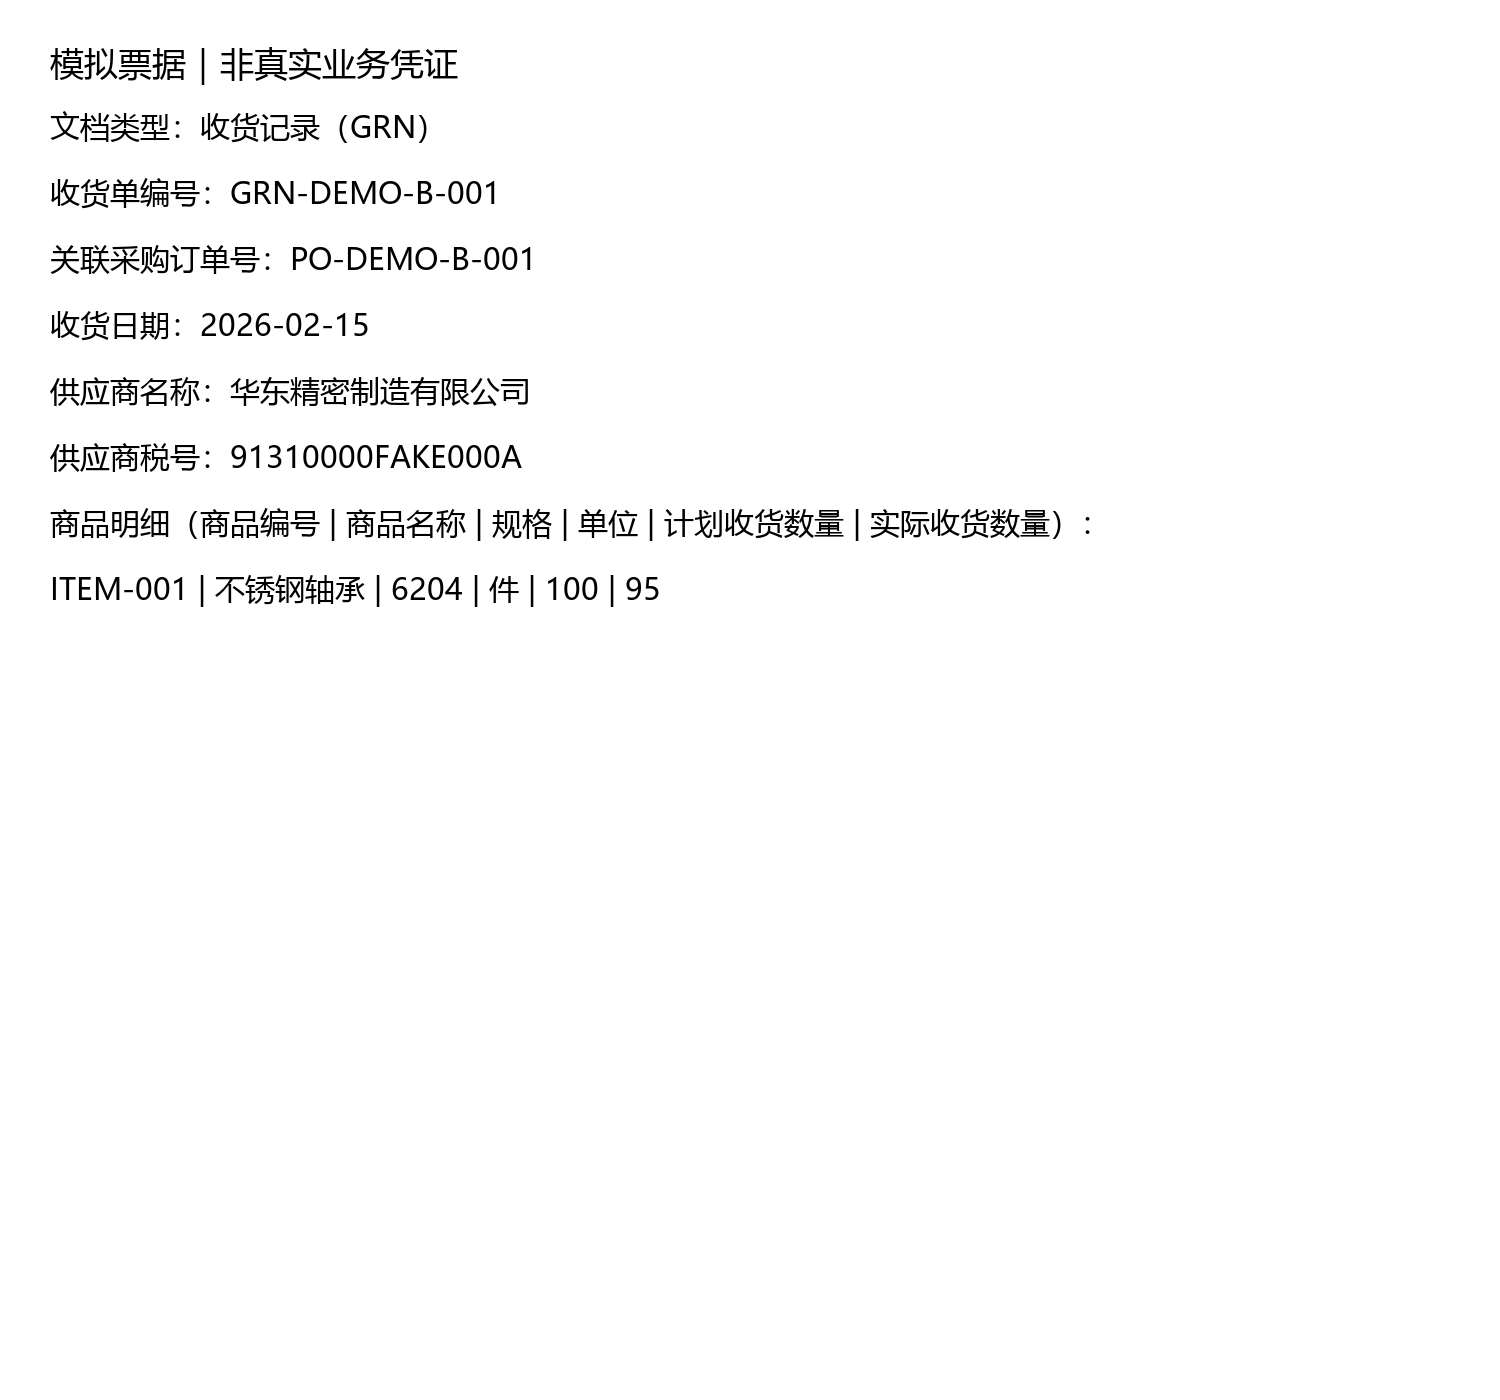 模拟票据 | 非真实业务凭证
文档类型：收货记录（GRN）
收货单编号：GRN-DEMO-B-001
关联采购订单号：PO-DEMO-B-001
收货日期：2026-02-15
供应商名称：华东精密制造有限公司
供应商税号：91310000FAKE000A
商品明细（商品编号 | 商品名称 | 规格 | 单位 | 计划收货数量 | 实际收货数量）:
ITEM-001 | 不锈钢轴承 | 6204 | 件 | 100 | 95